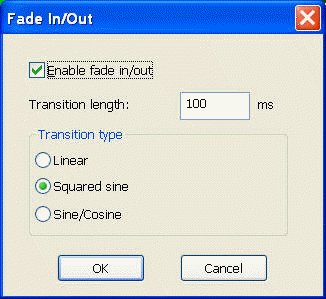 Fade In/Out
Enable fade in/out
Transition length: 100 ms
Transition type
Linear
Squared sine
Sine/Cosine
OK Cancel